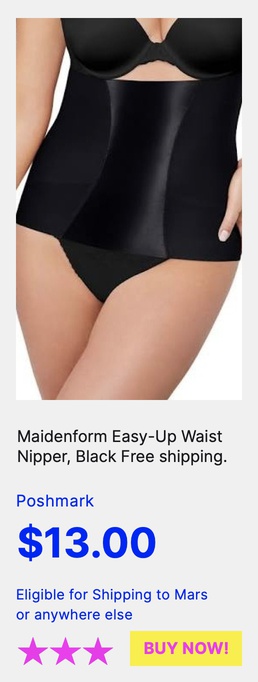 Maidenform Easy-Up Waist
Nipper, Black Free shipping.
Poshmark
$13.00
Eligible for Shipping to Mars
or anywhere else
BUY NOW!